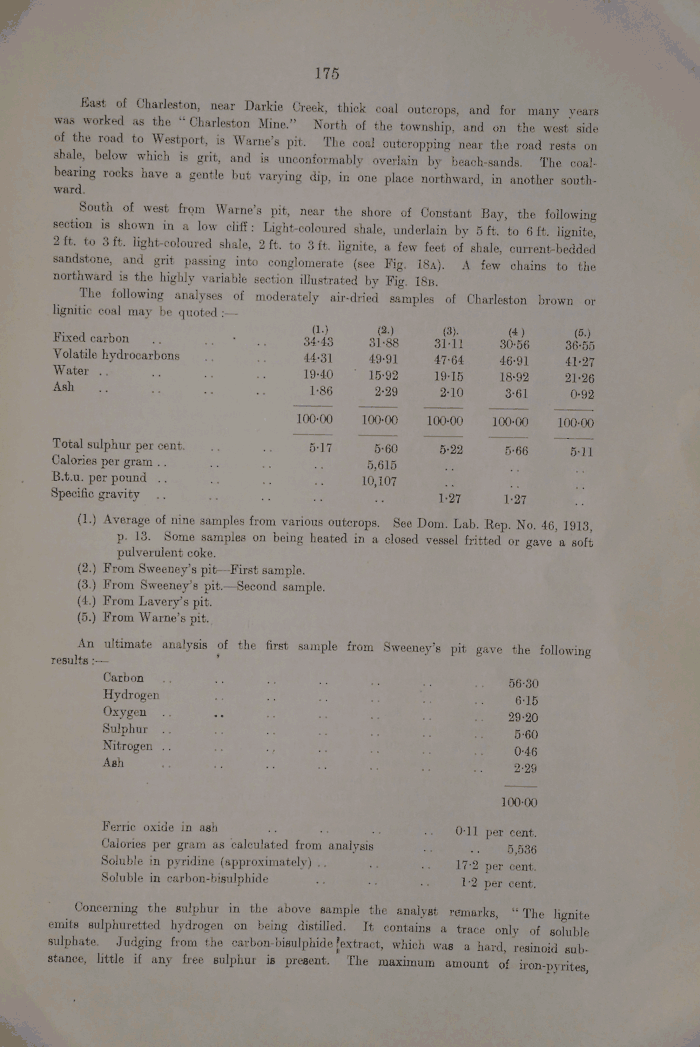 175
East of Charleston, near Darkie Creek, thick coal outcrops, and for many years
was worked as the "Charleston Mine." North of the township, and on the west side
of the road to Westport, is Warne's pit. The coal outcropping near the road rests on
shale, below which is grit, and is unconformably overlain by beach-sands. The coal-
bearing rocks have a gentle but varying dip, in one place northward, in another south-
ward.
South of west from Warne's pit, near the shore of Constant Bay, the following
section is shown in a low cliff: Light-coloured shale, underlain by 5 ft. to 6 ft. lignite,
2 ft. to 3 ft. light-coloured shale, 2 ft. to 3 ft. lignite, a few feet of shale, current-bedded
sandstone, and grit passing into conglomerate (see Fig. 18A). A few chains to the
northward is the highly variable section illustrated by Fig. 18B.
The following analyses of moderately air-dried samples of Charleston brown or
lignitic coal may be quoted :—
(1.) (2.) (3). (4 ) (5.)
Fixed carbon .. .. .. 34·43 31·88 31·11 30·56 36·55
Volatile hydrocarbons .. .. 44·31 49·91 47·64 46·91 41·27
Water .. .. .. .. 19·40 15·92 19·15 18·92 21·26
Ash .. .. .. .. 1·86 2·29 2·10 3·61 0·92
100·00 100·00 100·00 100·00 100·00
Total sulphur per cent. .. .. 5·17 5·60 5·22 5·66 5·11
Calories per gram .. .. .. .. .. 5,615 .. .. ..
B.t.u. per pound .. .. .. .. .. 10,107 .. .. ..
Specific gravity .. .. .. .. .. 1·27 1·27 ..
(1.) Average of nine samples from various outcrops. See Dom. Lab. Rep. No. 46, 1913,
p. 13. Some samples on being heated in a closed vessel fritted or gave a soft
pulverulent coke.
(2.) From Sweeney's pit—First sample.
(3.) From Sweeney's pit.—Second sample.
(4.) From Lavery's pit.
(5.) From Warne's pit.
An ultimate analysis of the first sample from Sweeney's pit gave the following
results :—
Carbon .. .. .. .. .. .. 56·30
Hydrogen .. .. .. .. .. 6·15
Oxygen .. .. .. .. .. .. 29·20
Sulphur .. .. .. .. .. .. 5·60
Nitrogen .. .. .. .. .. .. 0·46
Ash .. .. .. .. .. .. 2·29
100·00
Ferric oxide in ash .. .. .. .. 0·11 per cent.
Calories per gram as calculated from analysis .. .. 5,536
Soluble in pyridine (approximately) .. .. .. 17·2 per cent.
Soluble in carbon-bisulphide .. .. .. 1·2 per cent.
Concerning the sulphur in the above sample the analyst remarks, "The lignite
emits sulphuretted hydrogen on being distilled. It contains a trace only of soluble
sulphate. Judging from the carbon-bisulphide extract, which was a hard, resinoid sub-
stance, little if any free sulphur is present. The maximum amount of iron-pyrites,